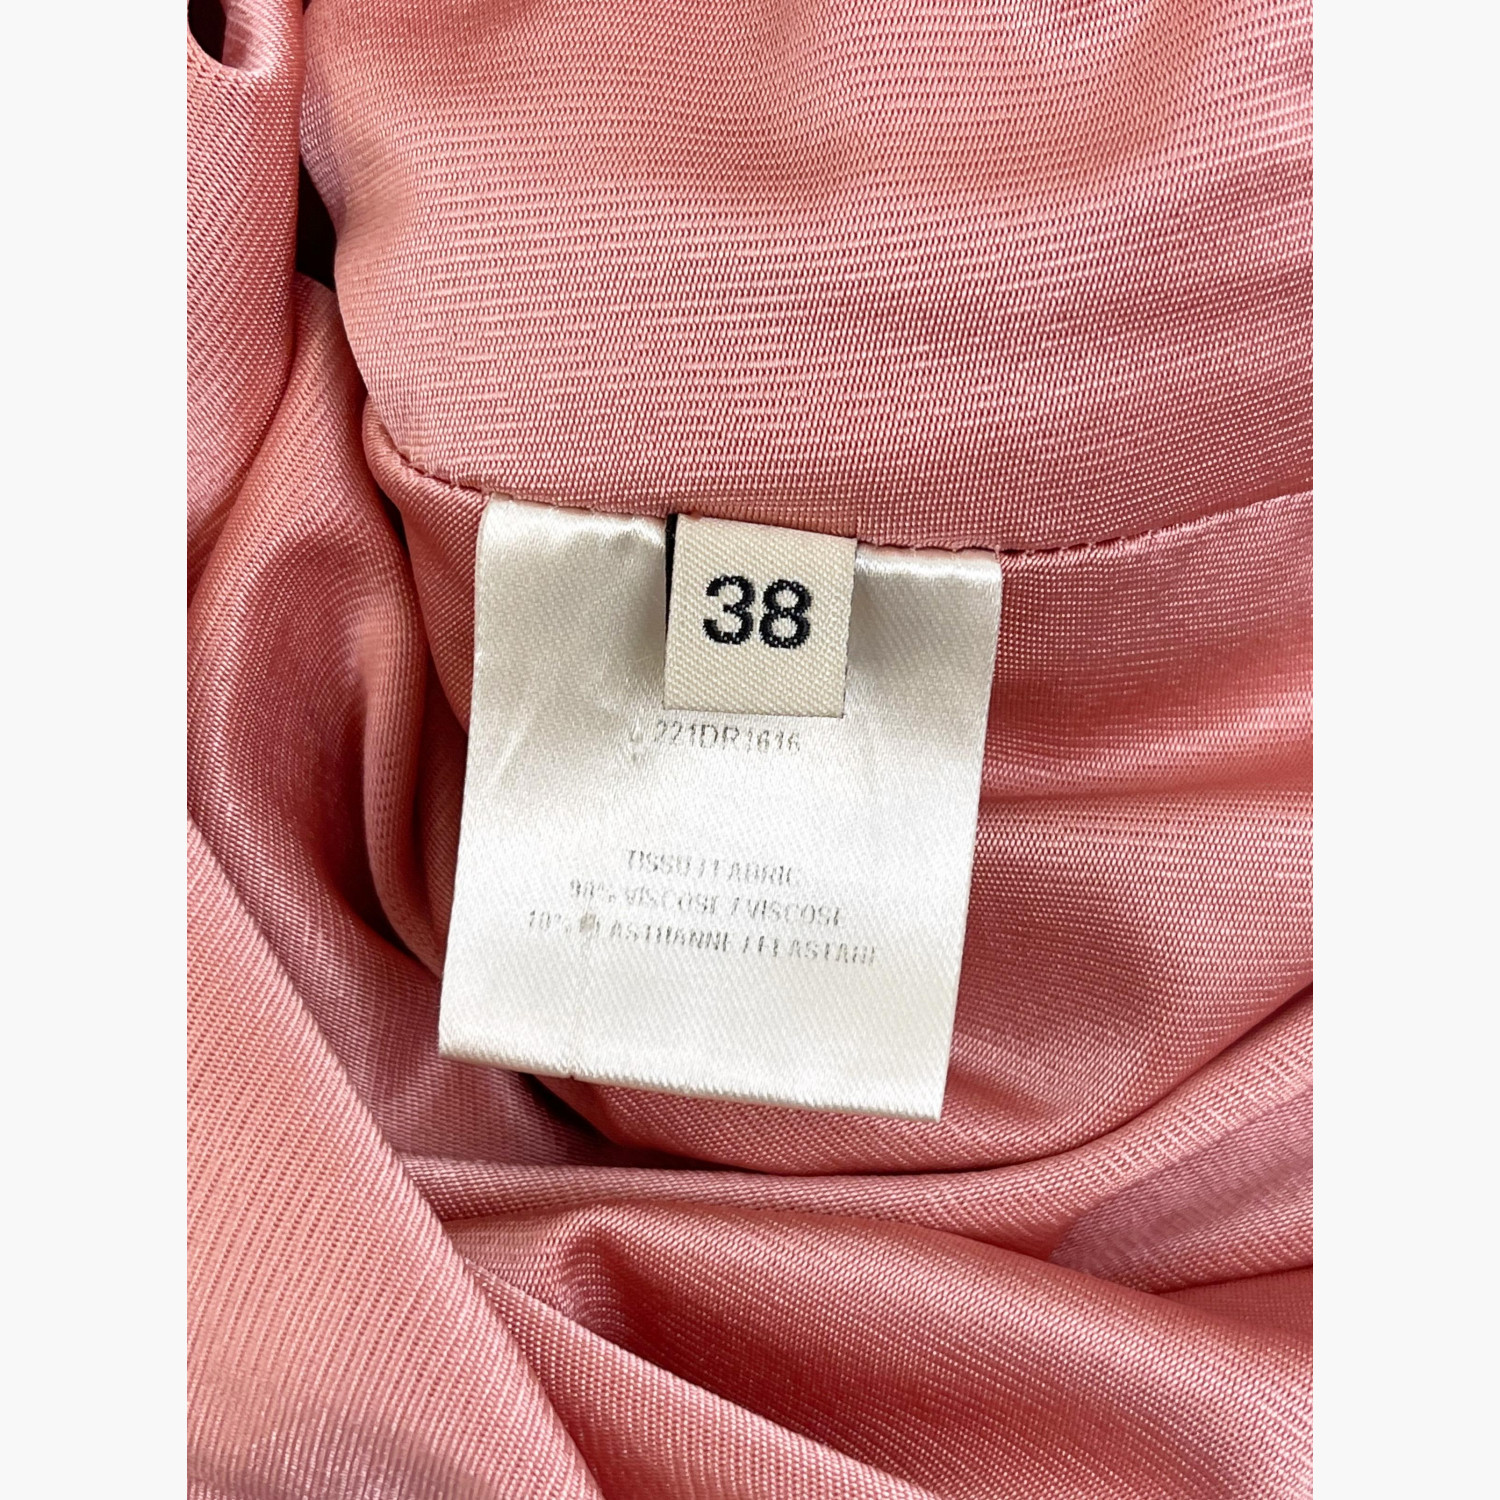 38
221DR1616
TISSU / FABRIC
90% VISCOSE / VISCOSE
10% ELASTHANNE / ELASTANE